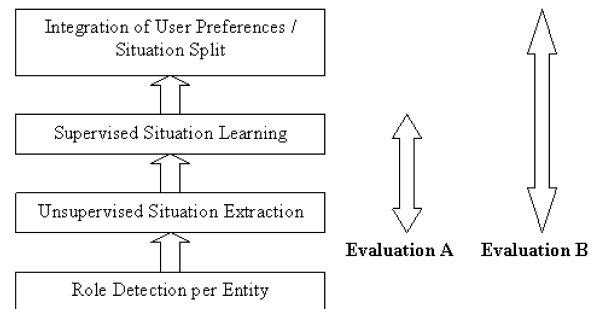 Integration of User Preferences /
Situation Split
Supervised Situation Learning
Unsupervised Situation Extraction
Evaluation A
Evaluation B
Role Detection per Entity